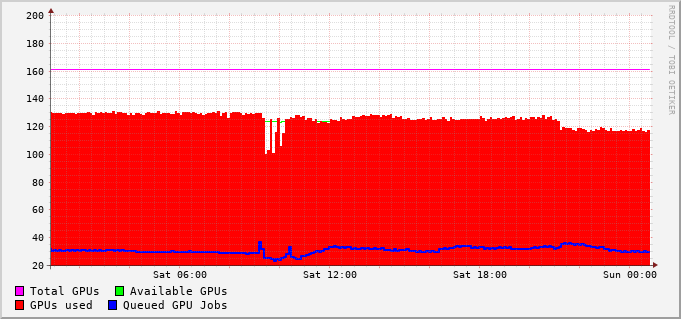 200
180
160
140
120
100
80
60
40
20
Sat 06:00 Sat 12:00 Sat 18:00 Sun 00:00
Total GPUs Available GPUs
GPUs used Queued GPU Jobs
RRDTOOL / TOBI OETIKER